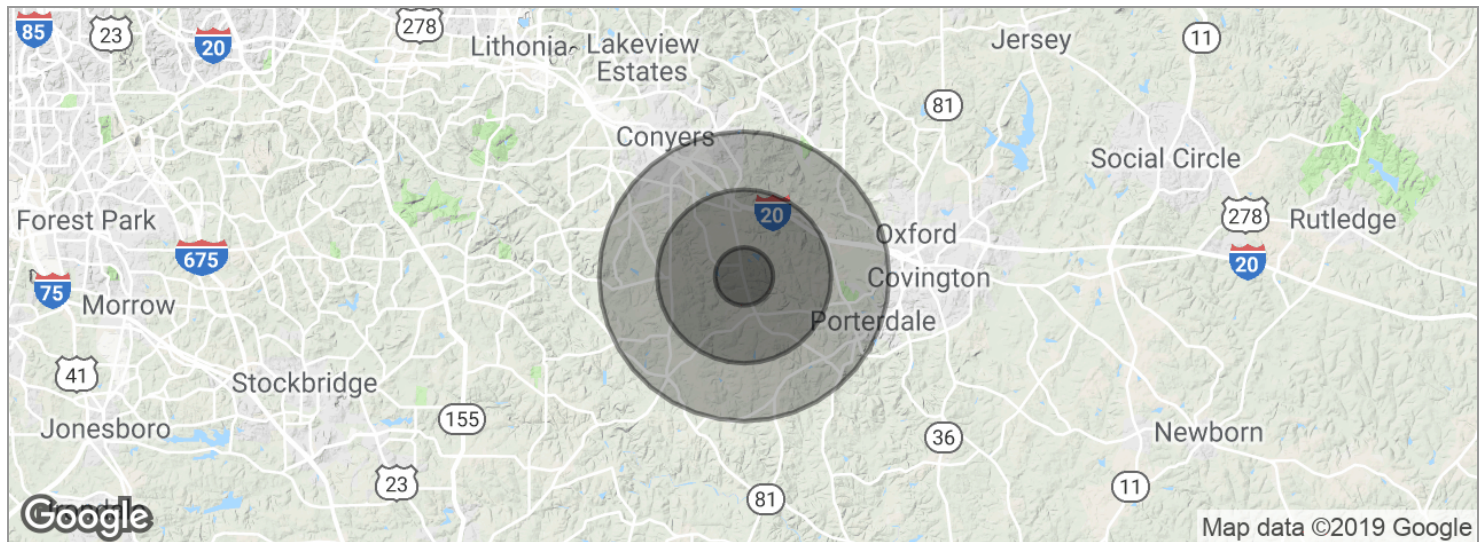 85
23
20
278
Lithonia
Lakeview
Estates
Jersey
11
81
Conyers
Social Circle
20
278
Rutledge
Forest Park
Oxford
675
20
75
Covington
Morrow
Porterdale
41
Stockbridge
155
Jonesboro
36
Newborn
23
81
11
Google
Map data ©2019 Google